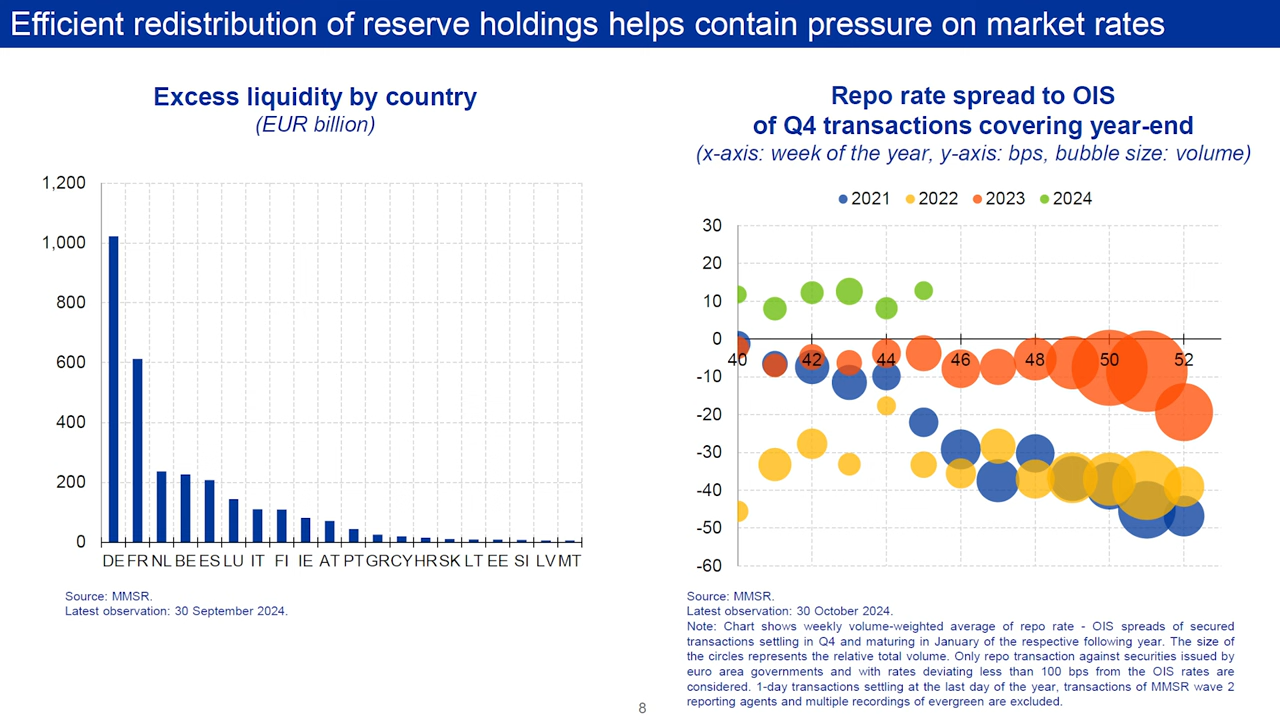 Efficient redistribution of reserve holdings helps contain pressure on market rates
Excess liquidity by country
(EUR billion)
1,200
1,000
800
600
400
200
0
DE FR NL BE ES LU IT FI IE AT PT GR CY HR SK LT EE SI LV MT
Source: MMSR.
Latest observation: 30 September 2024.
Repo rate spread to OIS
of Q4 transactions covering year-end
(x-axis: week of the year, y-axis: bps, bubble size: volume)
2021 2022 2023 2024
30
20
10
0
40 42 44 46 48 50 52
-10
-20
-30
-40
-50
-60
Source: MMSR.
Latest observation: 30 October 2024.
Note: Chart shows weekly volume-weighted average of repo rate - OIS spreads of secured
transactions settling in Q4 and maturing in January of the respective following year. The size of
the circles represents the relative total volume. Only repo transaction against securities issued by
euro area governments and with rates deviating less than 100 bps from the OIS rates are
considered. 1-day transactions settling at the last day of the year, transactions of MMSR wave 2
reporting agents and multiple recordings of evergreen are excluded.
8